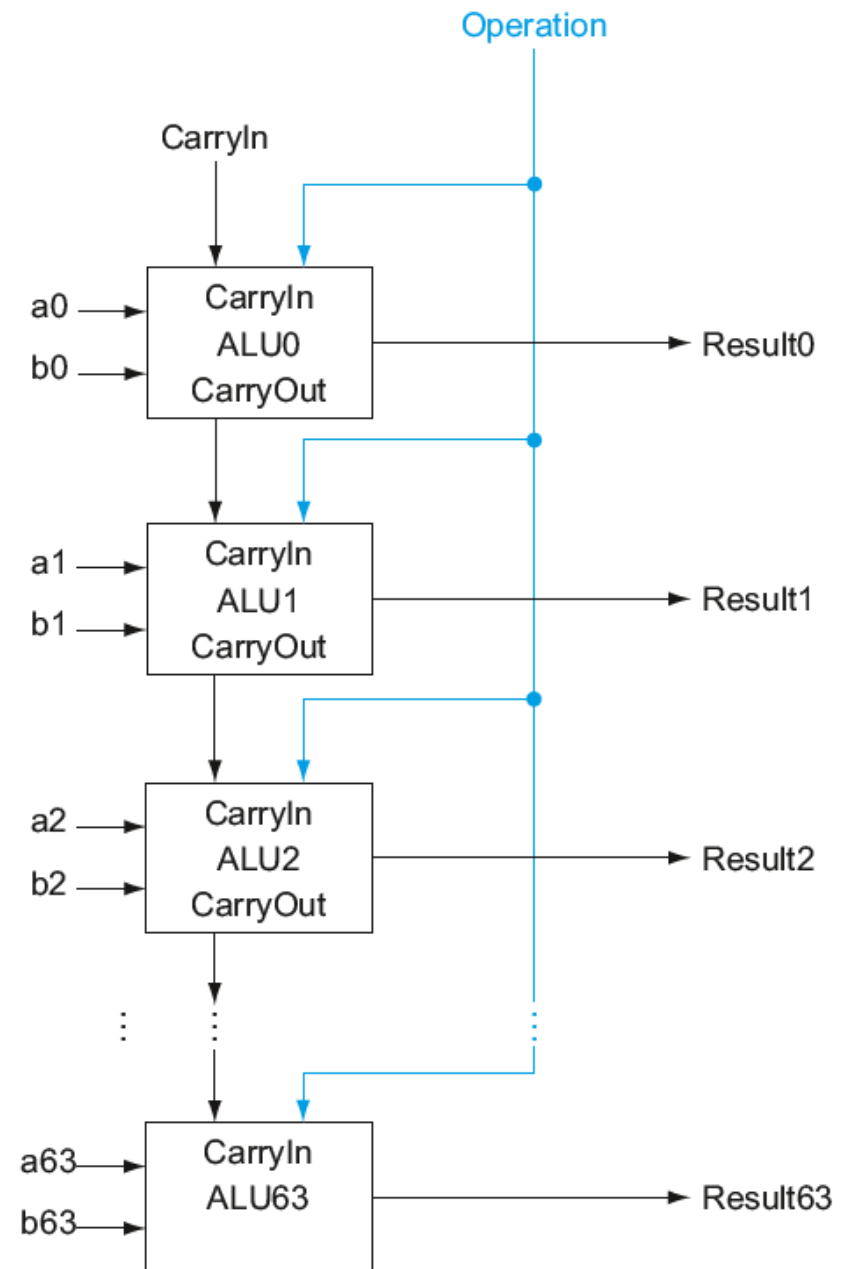 Operation
CarryIn
a0
b0
CarryIn
ALU0
CarryOut
Result0
a1
b1
CarryIn
ALU1
CarryOut
Result1
a2
b2
CarryIn
ALU2
CarryOut
Result2
⋮ ⋮ ⋮
a63
b63
CarryIn
ALU63
Result63